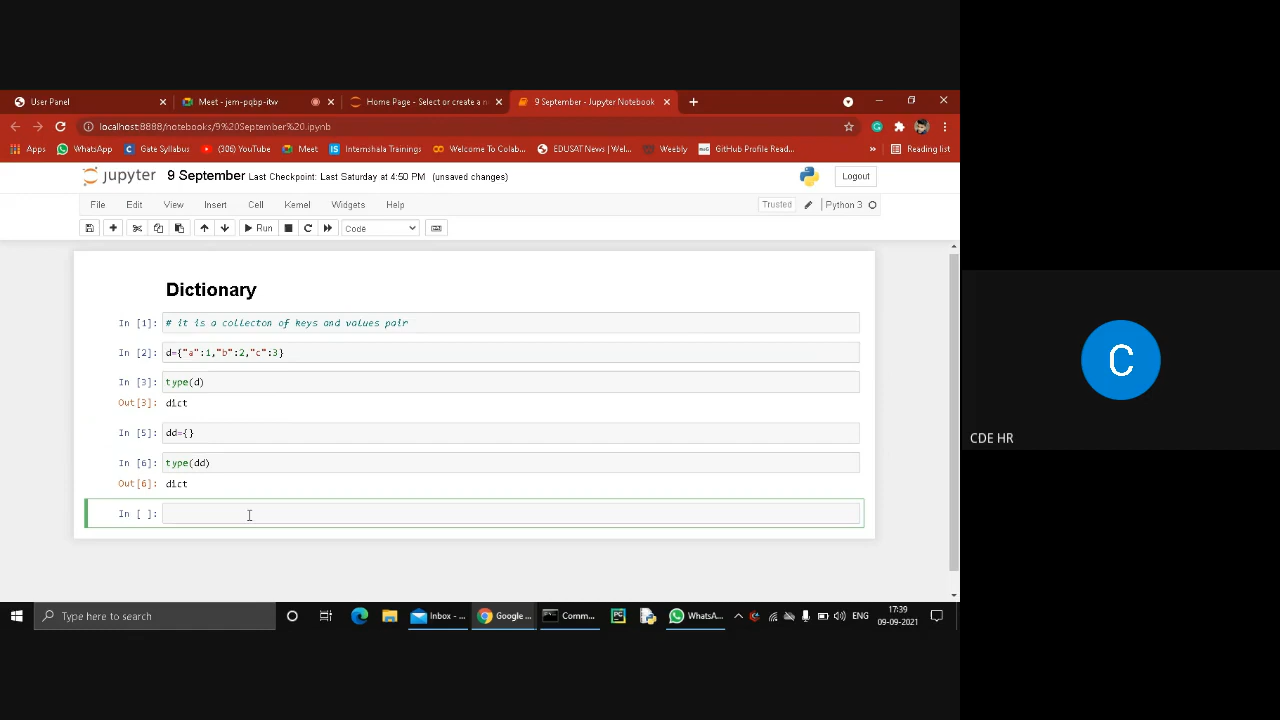 User Panel
Meet - jem-pqbp-itw
Home Page - Select or create a n
9 September - Jupyter Notebook
localhost:8888/notebooks/9%20September%20.ipynb
Apps
WhatsApp
Gate Syllabus
(306) YouTube
Meet
Internshala Trainings
Welcome To Colab...
EDUSAT News | Wel...
Weebly
GitHub Profile Read...
»
Reading list
jupyter
9 September Last Checkpoint: Last Saturday at 4:50 PM (unsaved changes)
Logout
File
Edit
View
Insert
Cell
Kernel
Widgets
Help
Trusted
Python 3
Run
Code
Dictionary
In [1]: # it is a collecton of keys and values pair
In [2]: d={"a":1,"b":2,"c":3}
In [3]: type(d)
Out[3]: dict
In [5]: dd={}
In [6]: type(dd)
Out[6]: dict
In [ ]:
C
CDE HR
Type here to search
Inbox - ...
Google ...
Comm...
WhatsA...
ENG
17:39
09-09-2021